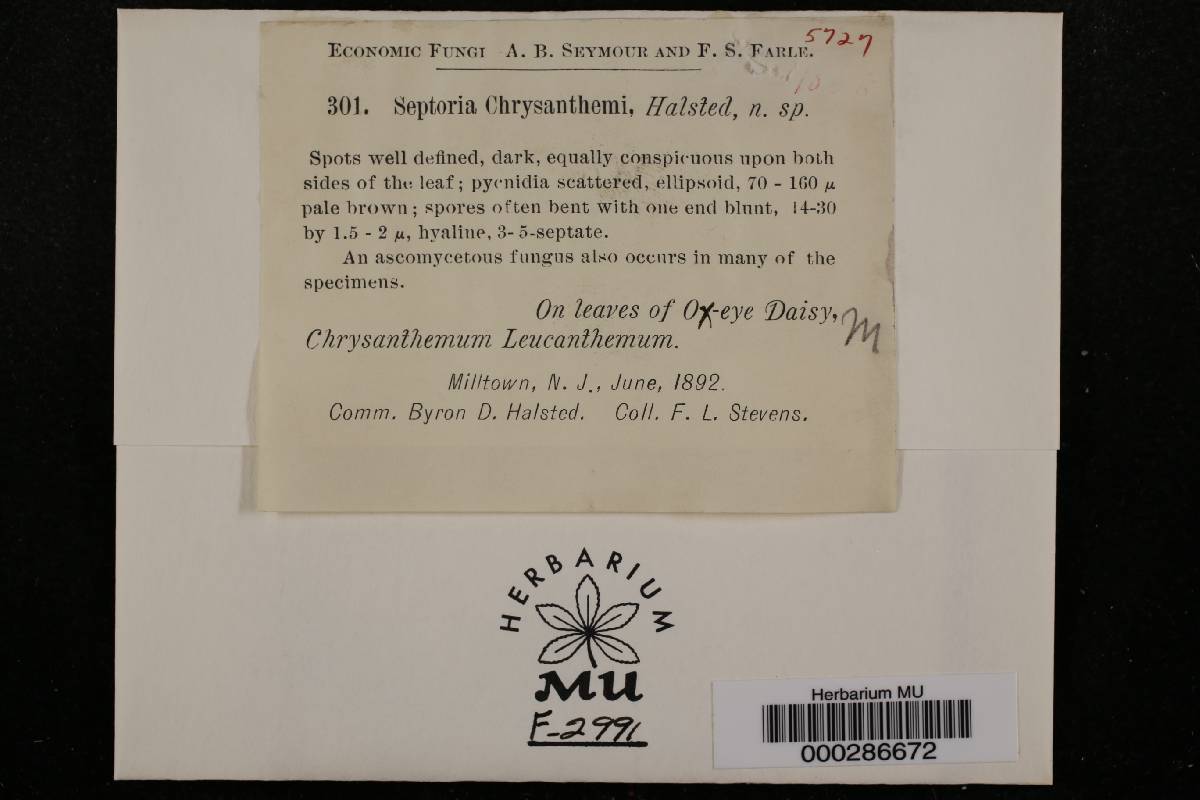 5727
ECONOMIC FUNGI A. B. SEYMOUR AND F. S. EARLE.
301. Septoria Chrysanthemi, Halsted, n. sp.
Spots well defined, dark, equally conspicuous upon both
sides of the leaf; pycnidia scattered, ellipsoid, 70 - 160 μ
pale brown; spores often bent with one end blunt, 14-30
by 1.5 - 2 μ, hyaline, 3- 5-septate.
An ascomycetous fungus also occurs in many of the
specimens.
On leaves of Ox-eye Daisy,
Chrysanthemum Leucanthemum.
M
Milltown, N. J., June, 1892.
Comm. Byron D. Halsted. Coll. F. L. Stevens.
HERBARIUM
MU
F-2991
Herbarium MU
000286672